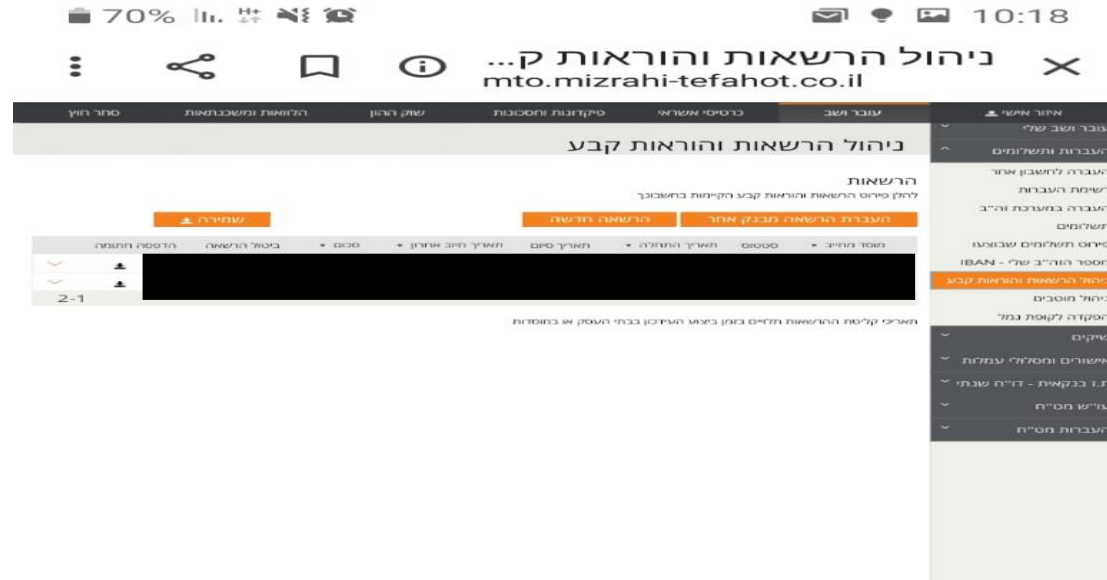 70% H+ 10:18
ניהול הרשאות והוראות ק...
mto.mizrahi-tefahot.co.il
איזור אישי עובר ושב כרטיסי אשראי פיקדונות וחסכונות שוק ההון הלוואות ומשכנתאות סחר חוץ
עובר ושב שלי
העברות ותשלומים
העברה לחשבון אחר
רשימת העברות
העברה במערכת זה"ב
תשלומים
פירוט תשלומים שבוצעו
מספר הזה"ב שלי - IBAN
ניהול הרשאות והוראות קבע
ניהול מוטבים
הפקדה לקופת גמל
שיקים
אישורים ומסלולי עמלות
ת.ז בנקאית - דו"ח שנתי
עו"ש מט"ח
העברות מט"ח
ניהול הרשאות והוראות קבע
הרשאות
להלן פירוט הרשאות והוראות קבע הקיימות בחשבונך
העברת הרשאה מבנק אחר הרשאה חדשה שמירה
מוסד מחייב סטטוס תאריך התחלה תאריך סיום תאריך חיוב אחרון סכום ביטול הרשאה הדפסה חתומה
2-1
תאריכי קליטת ההרשאות תלויים בזמן ביצוע העידכון בבתי העסק או במוסדות